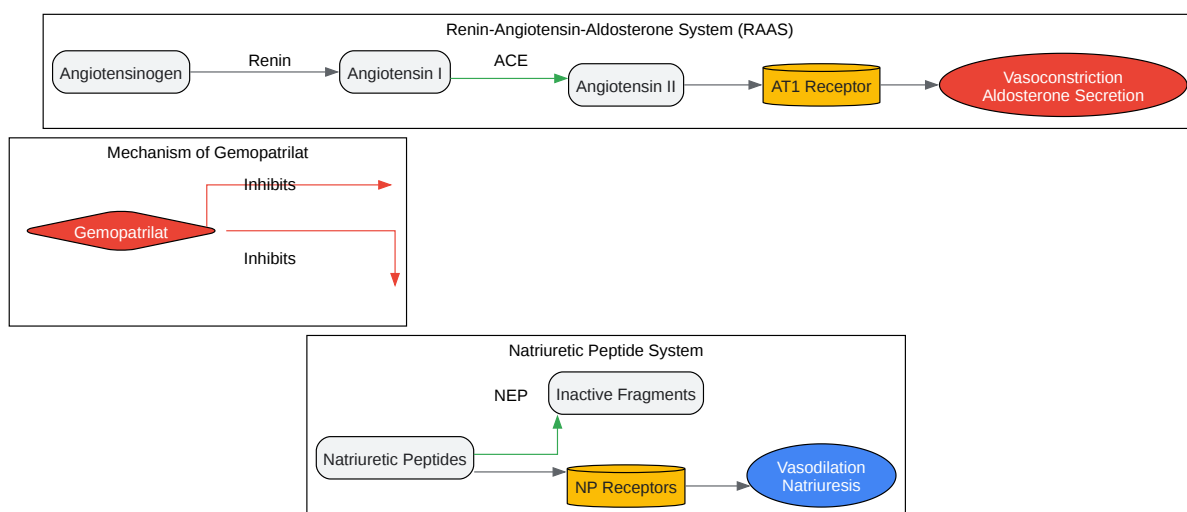 Renin-Angiotensin-Aldosterone System (RAAS)
Angiotensinogen
Renin
Angiotensin I
ACE
Angiotensin II
AT1 Receptor
Vasoconstriction
Aldosterone Secretion
Mechanism of Gemopatrilat
Inhibits
Gemopatrilat
Inhibits
Natriuretic Peptide System
NEP
Inactive Fragments
Natriuretic Peptides
NP Receptors
Vasodilation
Natriuresis